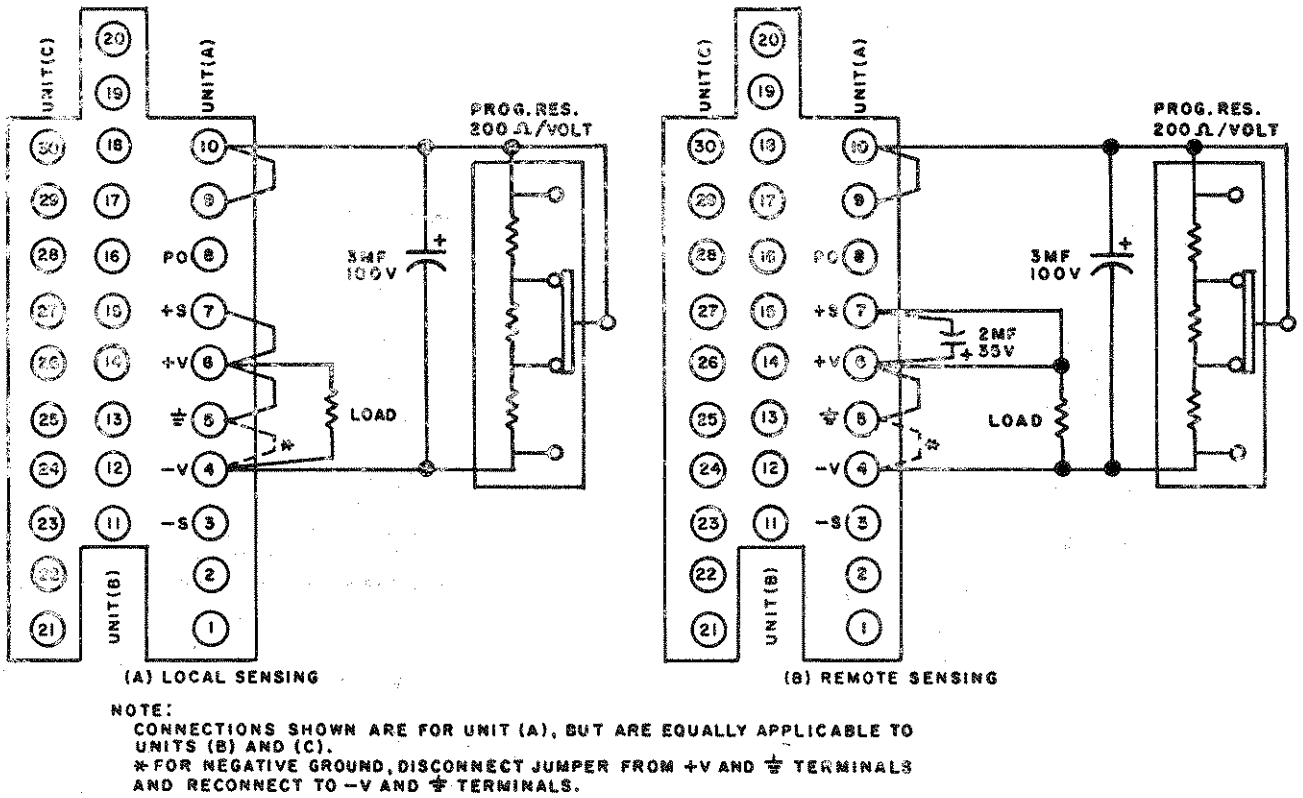 UNIT(C)
20
19
UNIT(A)
30 18 10
29 17 9
28 16 PO 8
27 15 +S 7
26 14 +V 6
25 13 5
24 12 -V 4
23 11 -S 3
22 2
21 1
UNIT(B)
*
LOAD
3MF
100V
+
PROG. RES.
200 Ω/VOLT
(A) LOCAL SENSING
UNIT(C)
20
19
UNIT(A)
30 18 10
29 17 9
28 16 PO 8
27 15 +S 7
26 14 +V 6
25 13 5
24 12 -V 4
23 11 -S 3
22 2
21 1
UNIT(B)
*
2MF
+ 35V
LOAD
3MF
100V
+
PROG. RES.
200 Ω/VOLT
(B) REMOTE SENSING
NOTE:
CONNECTIONS SHOWN ARE FOR UNIT (A), BUT ARE EQUALLY APPLICABLE TO
UNITS (B) AND (C).
*FOR NEGATIVE GROUND, DISCONNECT JUMPER FROM +V AND ⏚ TERMINALS
AND RECONNECT TO -V AND ⏚ TERMINALS.